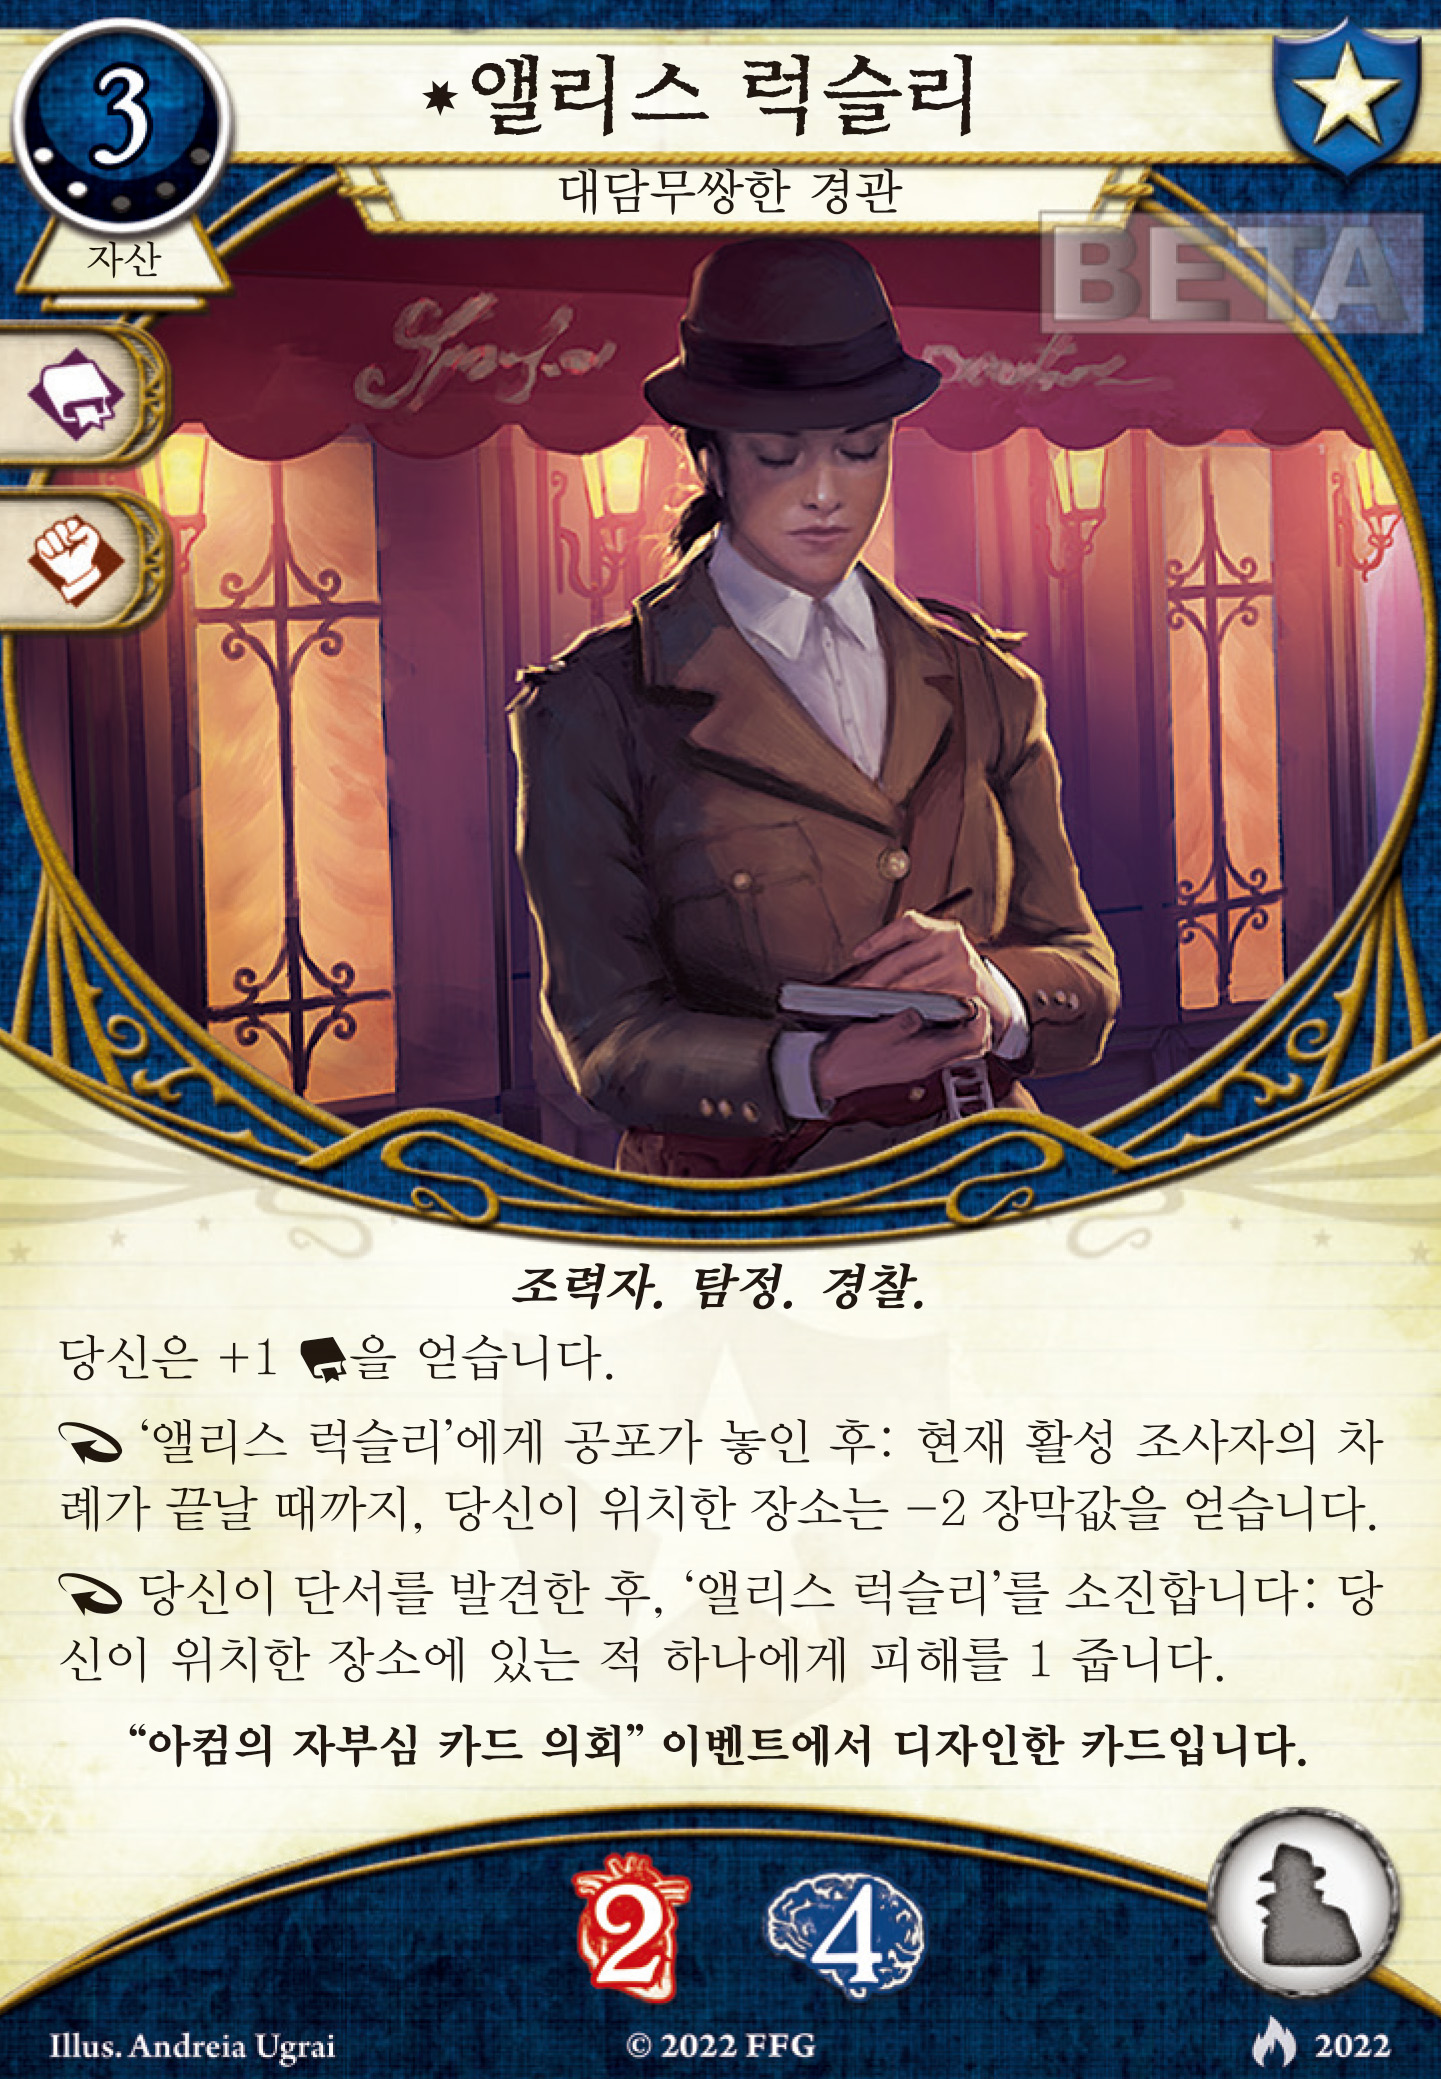 3
앨리스 럭슬리
대담무쌍한 경관
자산
BETA
조력자. 탐정. 경찰.
당신은 +1 을 얻습니다.
‘앨리스 럭슬리’에게 공포가 놓인 후: 현재 활성 조사자의 차
례가 끝날 때까지, 당신이 위치한 장소는 –2 장막값을 얻습니다.
당신이 단서를 발견한 후, ‘앨리스 럭슬리’를 소진합니다: 당
신이 위치한 장소에 있는 적 하나에게 피해를 1 줍니다.
“아컴의 자부심 카드 의회” 이벤트에서 디자인한 카드입니다.
2
4
Illus. Andreia Ugrai
© 2022 FFG
2022